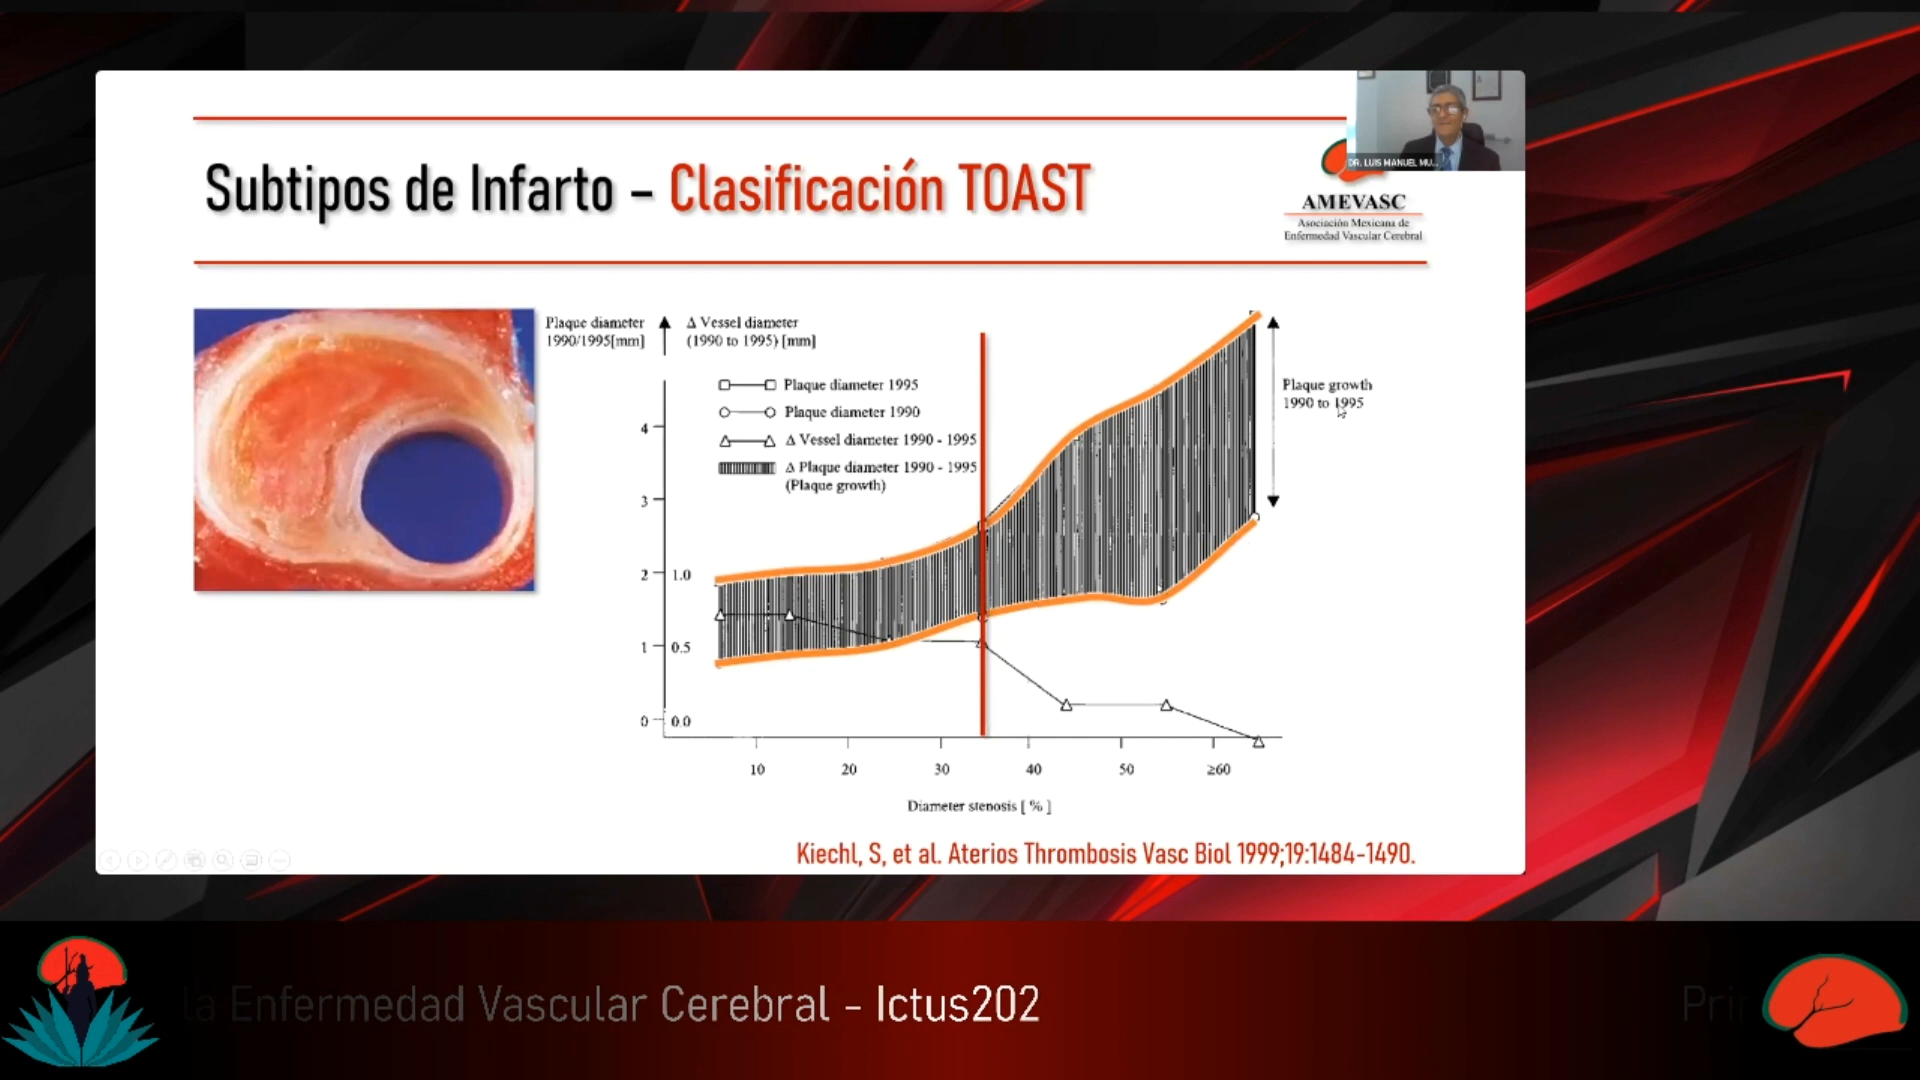 DR. LUIS MANUEL MU...
Subtipos de Infarto – Clasificación TOAST
AMEVASC
Asociación Mexicana de
Enfermedad Vascular Cerebral
Plaque diameter
1990/1995[mm]
Δ Vessel diameter
(1990 to 1995) [mm]
Plaque diameter 1995
Plaque diameter 1990
Δ Vessel diameter 1990 - 1995
Δ Plaque diameter 1990 - 1995
(Plaque growth)
Plaque growth
1990 to 1995
4
3
2 1.0
1 0.5
0 0.0
10 20 30 40 50 ≥60
Diameter stenosis [ % ]
Kiechl, S, et al. Aterios Thrombosis Vasc Biol 1999;19:1484-1490.
la Enfermedad Vascular Cerebral - Ictus202
Pri